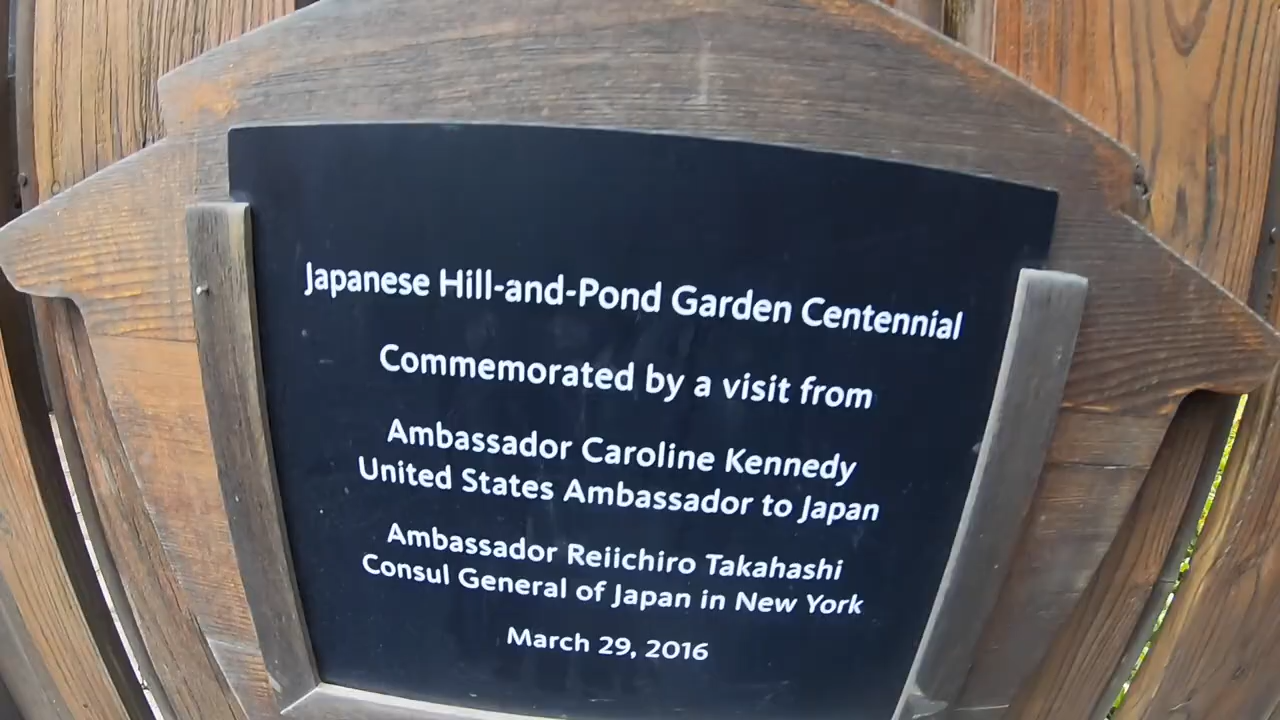 Japanese Hill-and-Pond Garden Centennial
Commemorated by a visit from
Ambassador Caroline Kennedy
United States Ambassador to Japan
Ambassador Reiichiro Takahashi
Consul General of Japan in New York
March 29, 2016